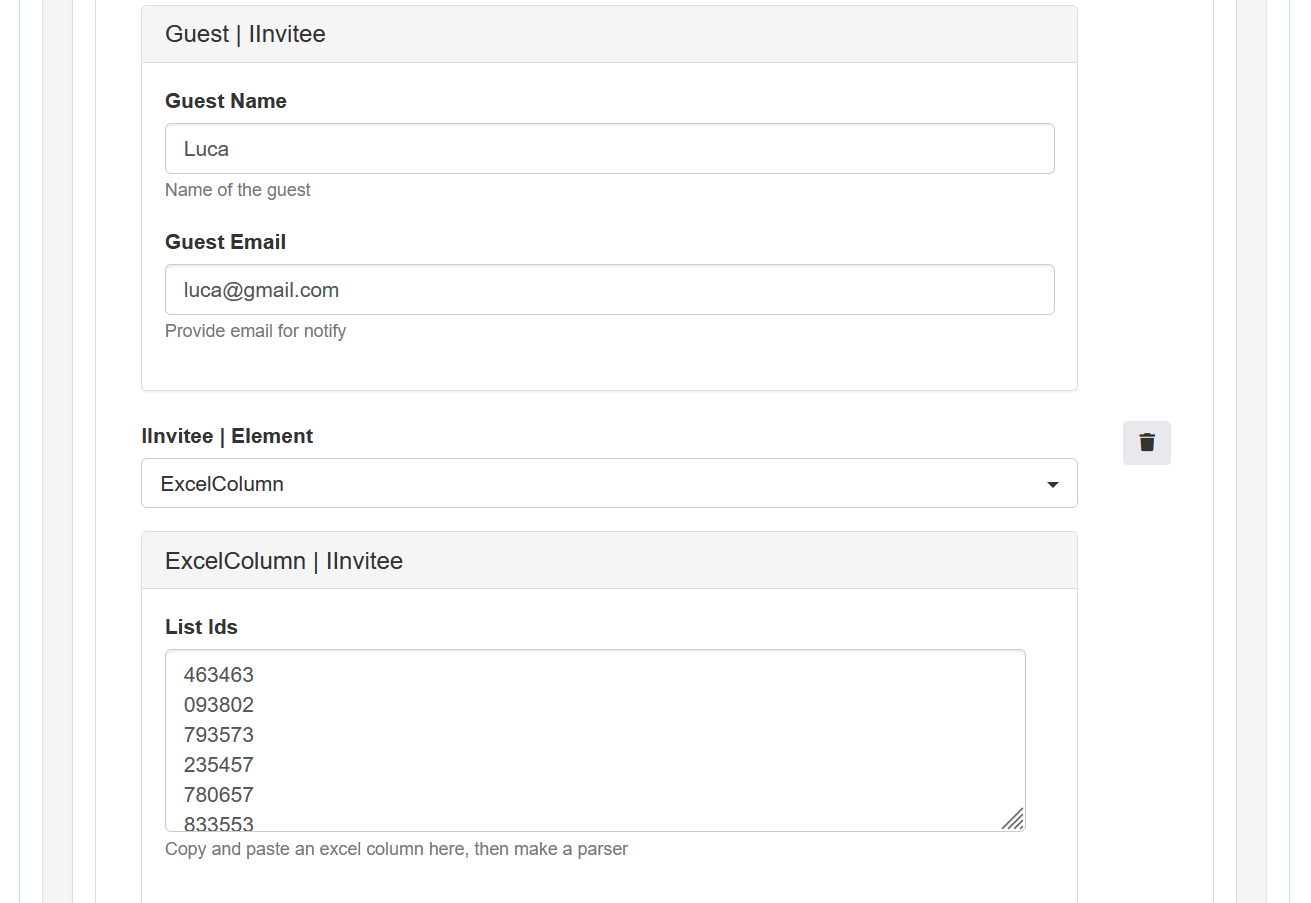 Guest | IInvitee
Guest Name
Luca
Name of the guest
Guest Email
luca@gmail.com
Provide email for notify
IInvitee | Element
ExcelColumn
ExcelColumn | IInvitee
List Ids
463463
093802
793573
235457
780657
833553
Copy and paste an excel column here, then make a parser